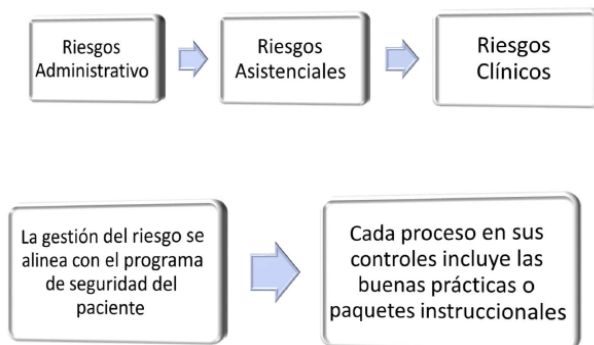 Riesgos
Administrativo
Riesgos
Asistenciales
Riesgos
Clínicos
La gestión del riesgo se
alinea con el programa
de seguridad del
paciente
Cada proceso en sus
controles incluye las
buenas prácticas o
paquetes instruccionales